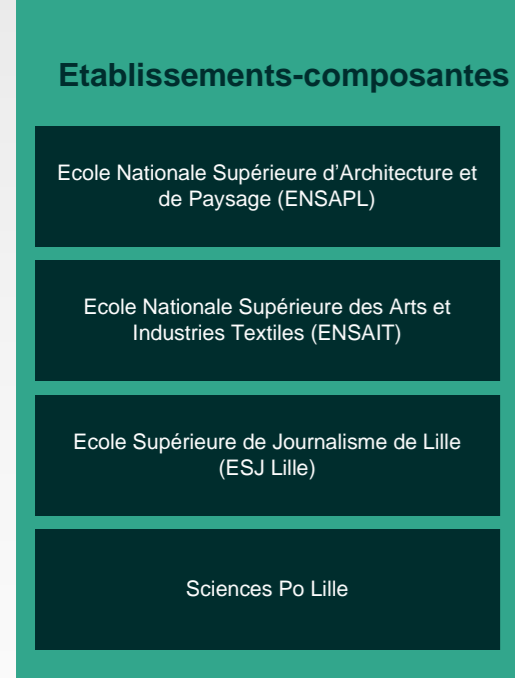 Etablissements-composantes
Ecole Nationale Supérieure d’Architecture et
de Paysage (ENSAPL)
Ecole Nationale Supérieure des Arts et
Industries Textiles (ENSAIT)
Ecole Supérieure de Journalisme de Lille
(ESJ Lille)
Sciences Po Lille